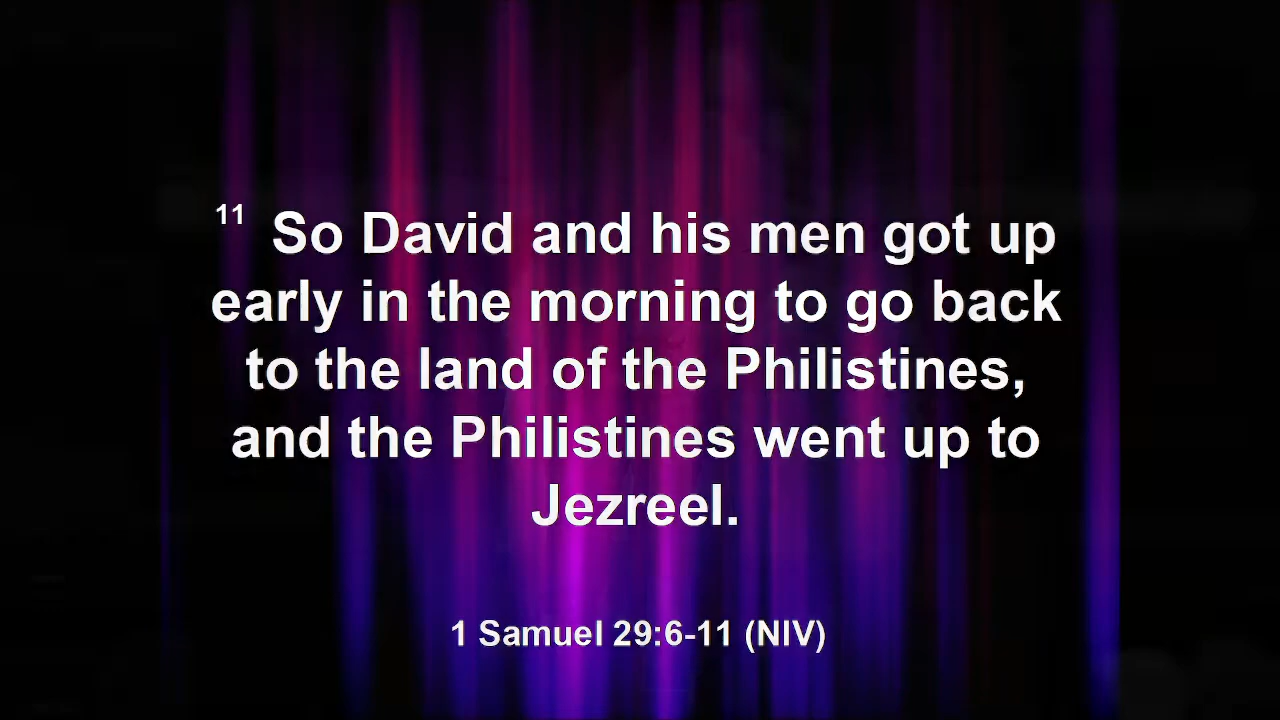 11 So David and his men got up
early in the morning to go back
to the land of the Philistines,
and the Philistines went up to
Jezreel.
1 Samuel 29:6-11 (NIV)